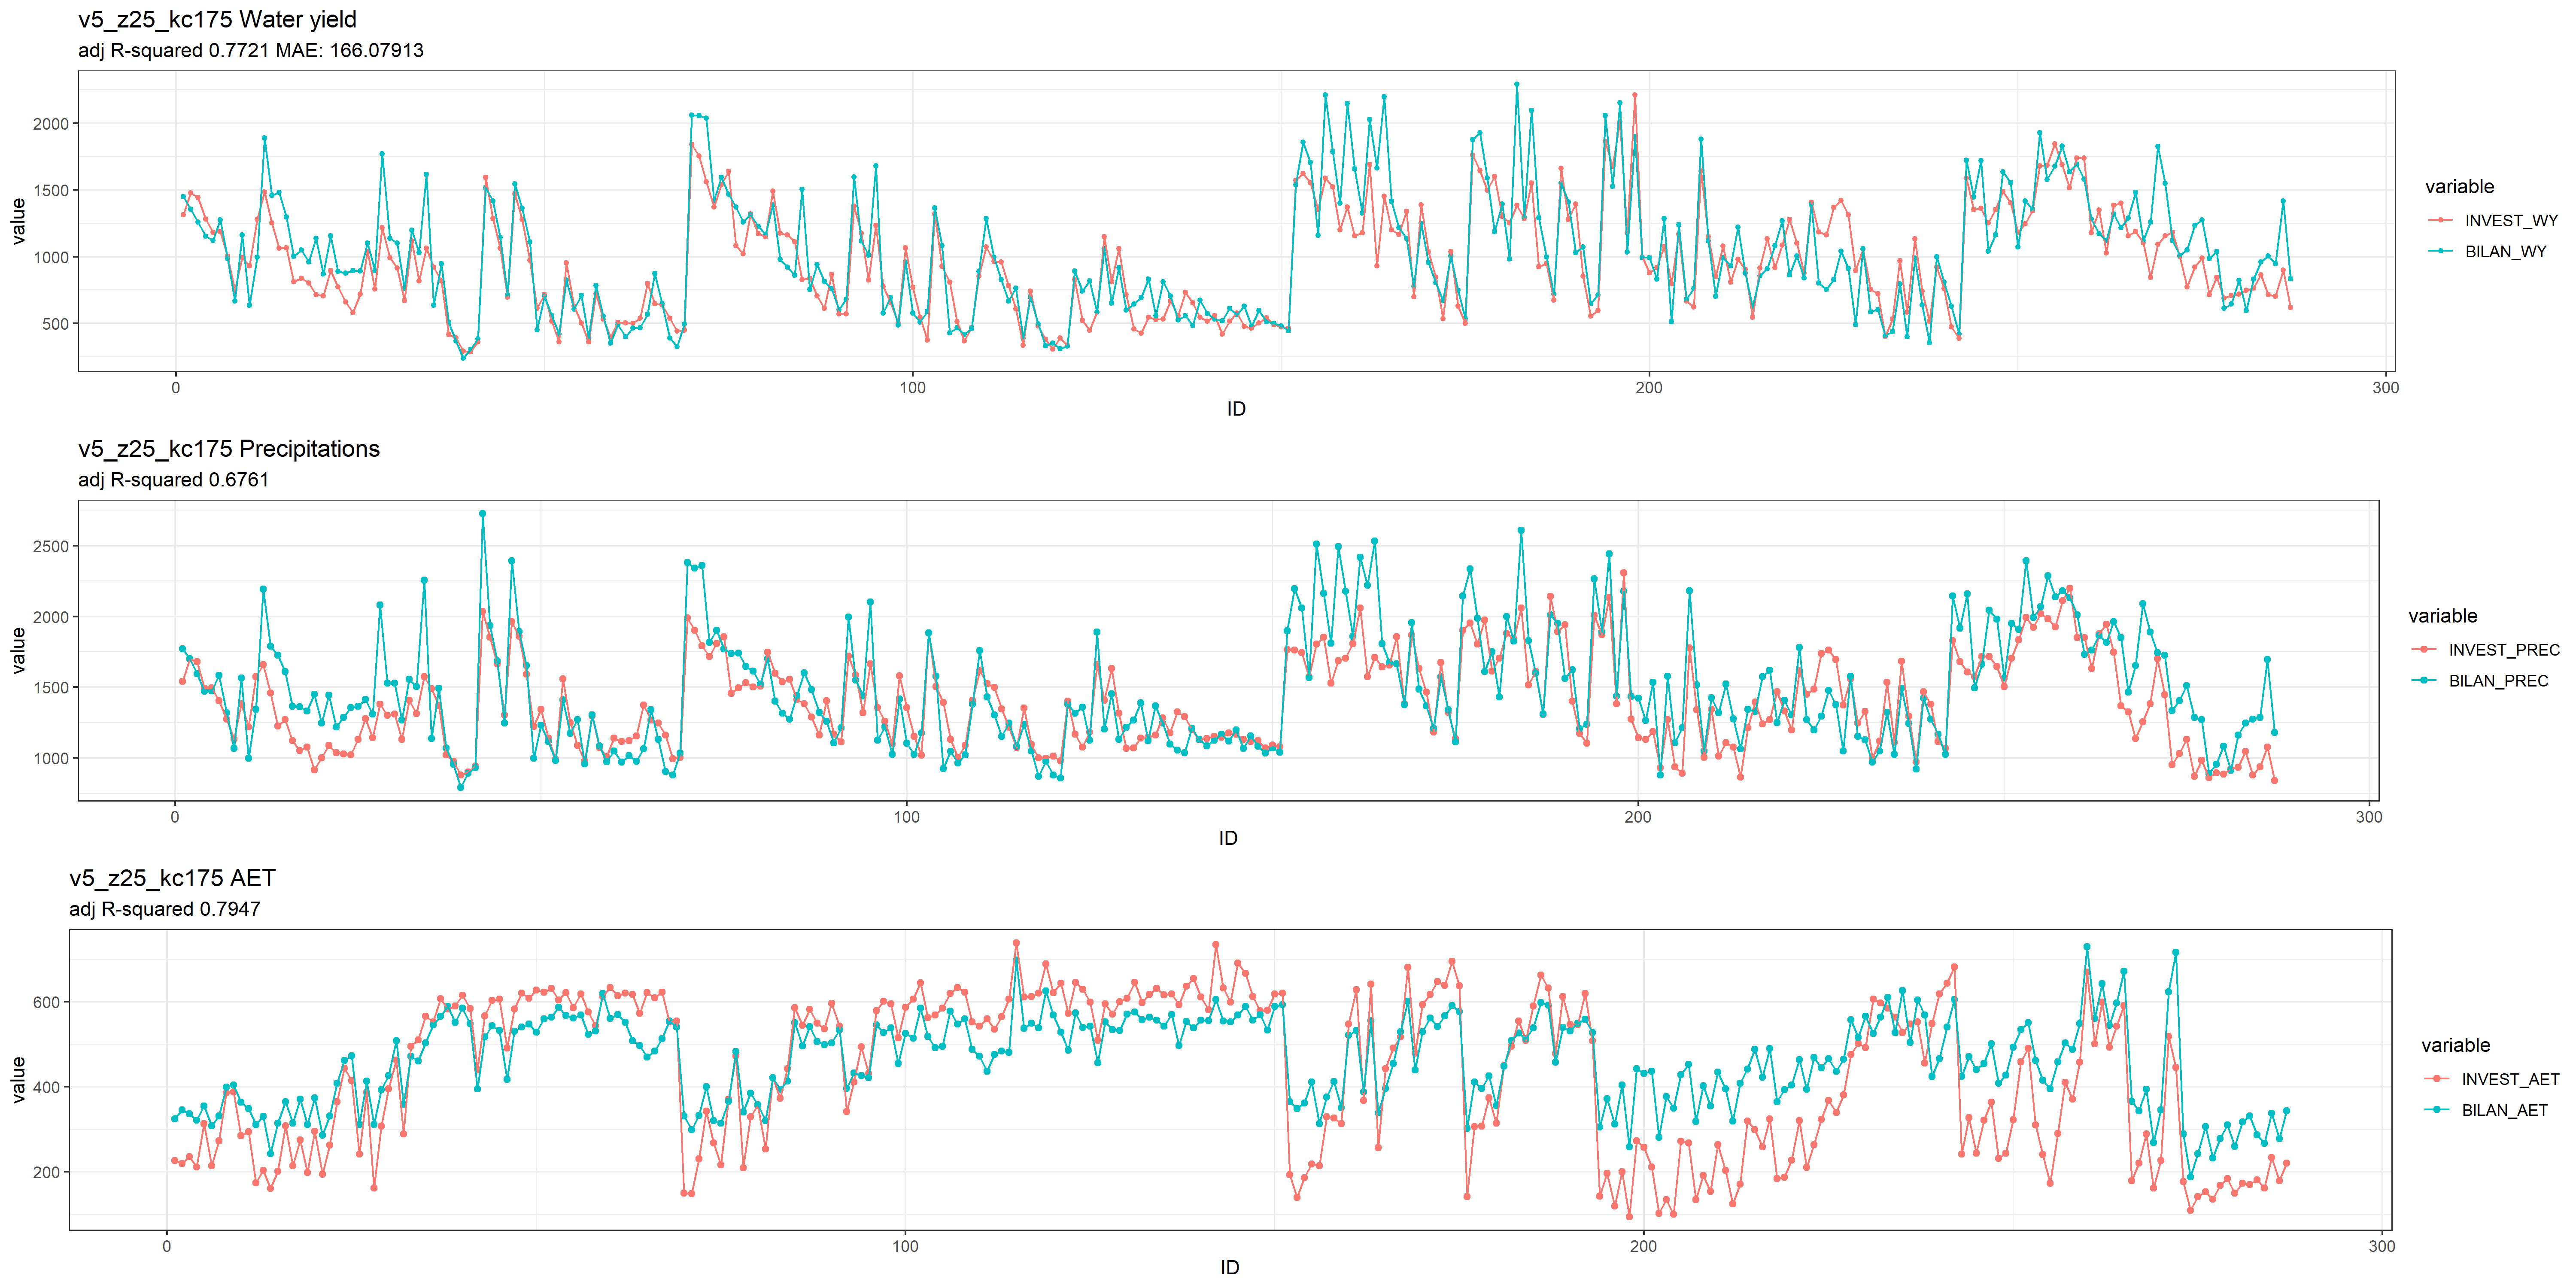 v5_z25_kc175 Water yield
adj R-squared 0.7721 MAE: 166.07913
value
2000
1500
1000
500
0 100 200 300
ID
variable
INVEST_WY
BILAN_WY
v5_z25_kc175 Precipitations
adj R-squared 0.6761
value
2500
2000
1500
1000
0 100 200 300
ID
variable
INVEST_PREC
BILAN_PREC
v5_z25_kc175 AET
adj R-squared 0.7947
value
600
400
200
0 100 200 300
ID
variable
INVEST_AET
BILAN_AET